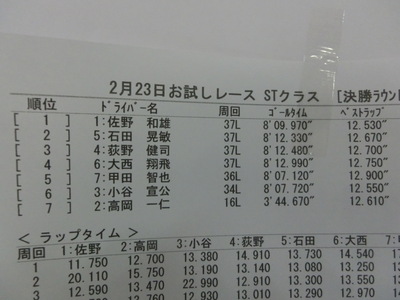 2月23日お試しレース STクラス [決勝ラウンド
順位 ドライバー名 周回 ゴールタイム ベストラップ
[ 1 ] 1:佐野 和雄 37L 8'09.970" 12.530"
[ 2 ] 5:石田 晃敏 37L 8'12.330" 12.670"
[ 3 ] 4:荻野 健司 37L 8'12.480" 12.700"
[ 4 ] 6:大西 翔飛 37L 8'12.990" 12.750"
[ 5 ] 7:甲田 智也 36L 8'07.120" 12.900"
[ 6 ] 3:小谷 宣公 34L 8'07.720" 12.550"
[ 7 ] 2:高岡 一仁 16L 3'44.670" 12.610"
< ラップタイム >
周回 1:佐野 2:高岡 3:小谷 4:荻野 5:石田 6:大西
1 11.750 12.700 13.380 14.910 13.730 14.540
2 20.110 15.750 13.190 13.140 13.080 13.250
3 12.590 13.470 22.990 13.010 14.090